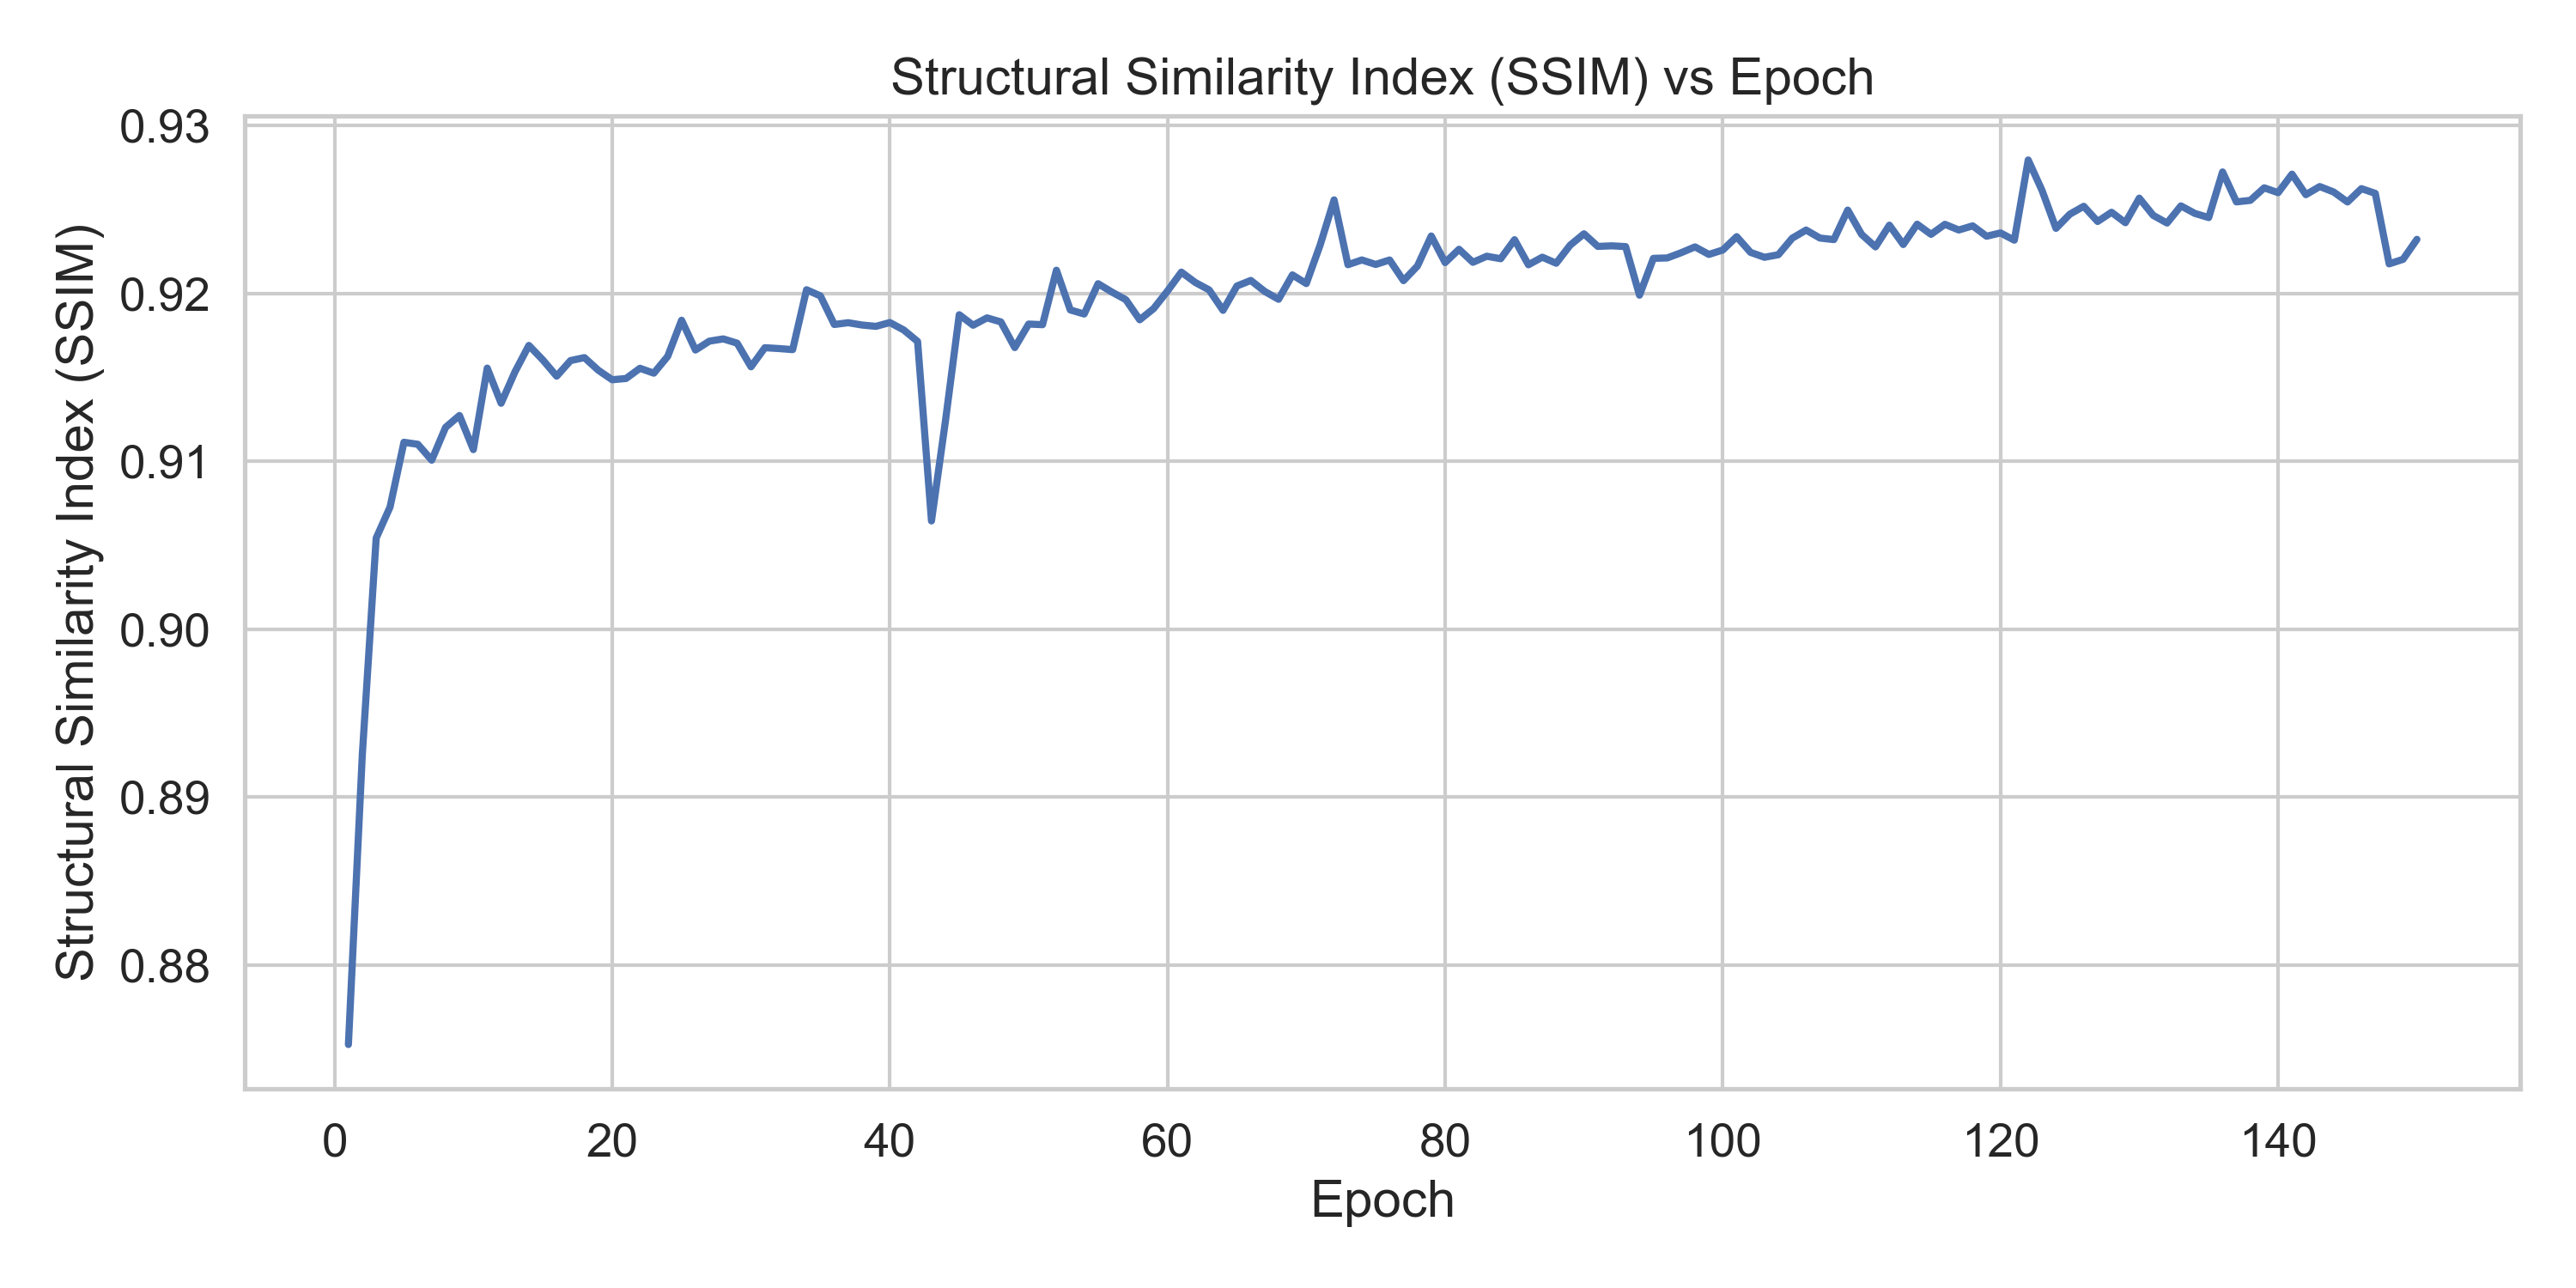 Structural Similarity Index (SSIM) vs Epoch
Structural Similarity Index (SSIM)
0.93
0.92
0.91
0.90
0.89
0.88
0 20 40 60 80 100 120 140
Epoch